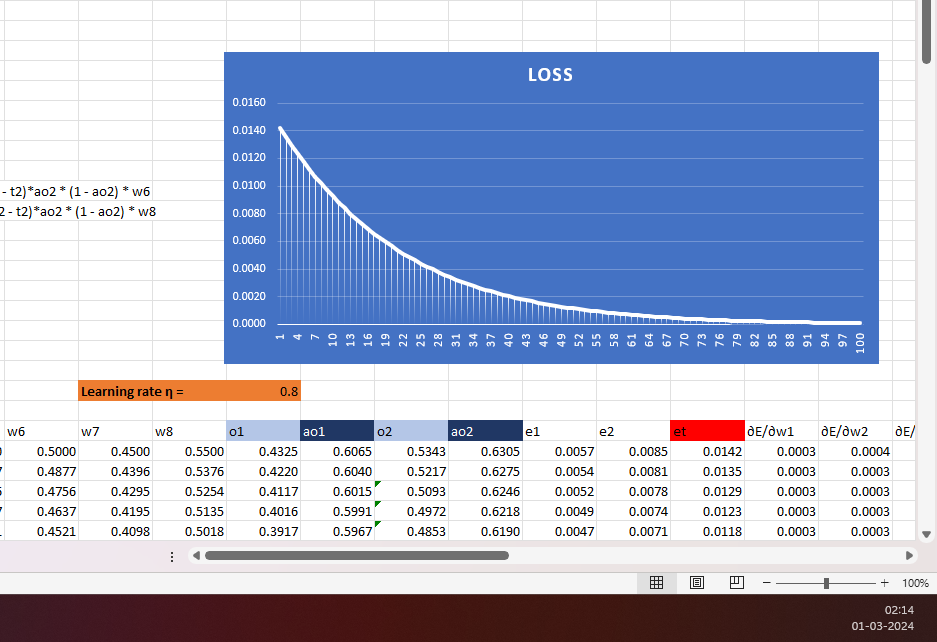 LOSS
0.0160
0.0140
0.0120
0.0100
0.0080
0.0060
0.0040
0.0020
0.0000
1 4 7 10 13 16 19 22 25 28 31 34 37 40 43 46 49 52 55 58 61 64 67 70 73 76 79 82 85 88 91 94 97 100
- t2)*ao2 * (1 - ao2) * w6
2 - t2)*ao2 * (1 - ao2) * w8
Learning rate η = 0.8
w6 w7 w8 o1 ao1 o2 ao2 e1 e2 et ∂E/∂w1 ∂E/∂w2 ∂E/
0.5000 0.4500 0.5500 0.4325 0.6065 0.5343 0.6305 0.0057 0.0085 0.0142 0.0003 0.0004
0.4877 0.4396 0.5376 0.4220 0.6040 0.5217 0.6275 0.0054 0.0081 0.0135 0.0003 0.0003
0.4756 0.4295 0.5254 0.4117 0.6015 0.5093 0.6246 0.0052 0.0078 0.0129 0.0003 0.0003
0.4637 0.4195 0.5135 0.4016 0.5991 0.4972 0.6218 0.0049 0.0074 0.0123 0.0003 0.0003
0.4521 0.4098 0.5018 0.3917 0.5967 0.4853 0.6190 0.0047 0.0071 0.0118 0.0003 0.0003
100%
02:14
01-03-2024